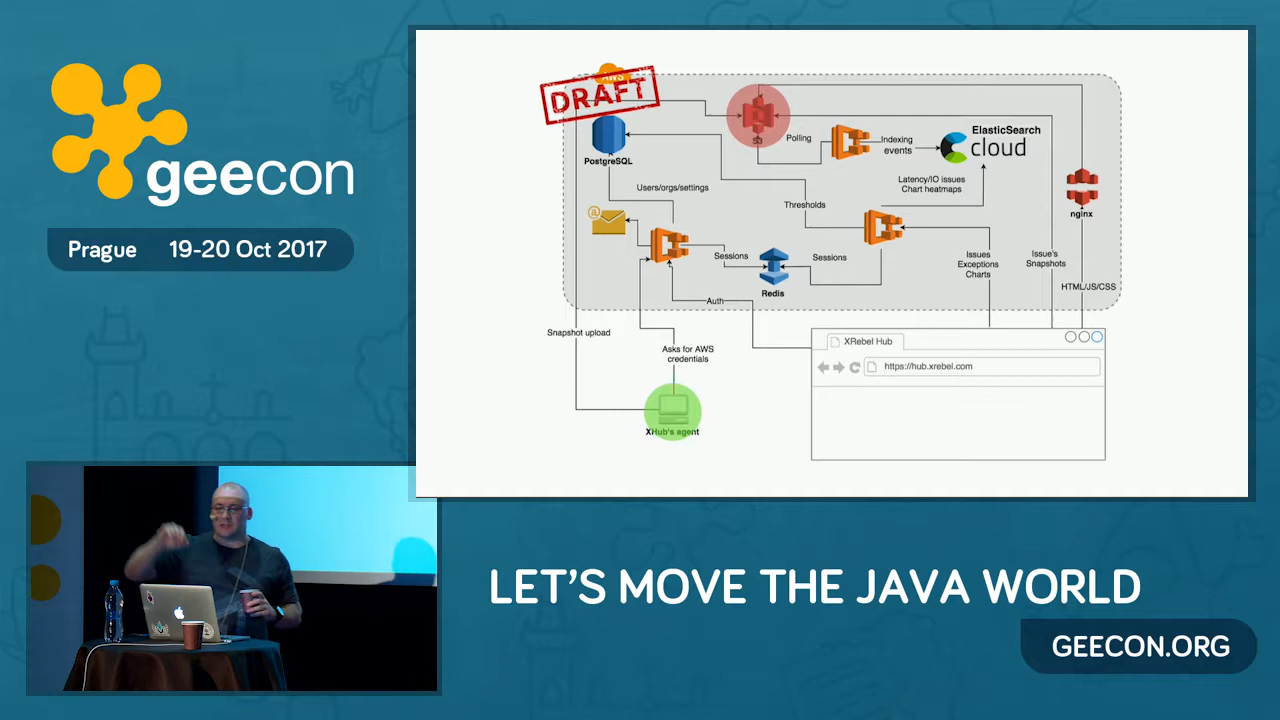 geecon
Prague 19-20 Oct 2017
AWS
DRAFT
S3
Polling
Indexing
events
ElasticSearch
cloud
PostgreSQL
Users/orgs/settings
Latency/IO issues
Chart heatmaps
Thresholds
nginx
@
Sessions
Sessions
Redis
Issues
Exceptions
Charts
Issue's
Snapshots
HTML/JS/CSS
Auth
Snapshot upload
Asks for AWS
credentials
XHub's agent
XRebel Hub
https://hub.xrebel.com
LET'S MOVE THE JAVA WORLD
GEECON.ORG